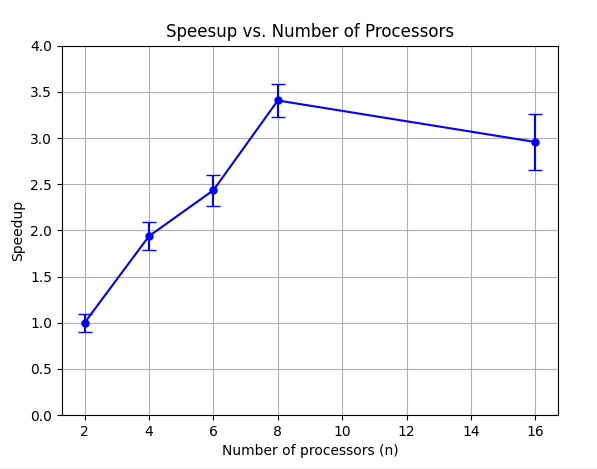 Speesup vs. Number of Processors
4.0
3.5
3.0
2.5
2.0
1.5
1.0
0.5
0.0
Speedup
2 4 6 8 10 12 14 16
Number of processors (n)